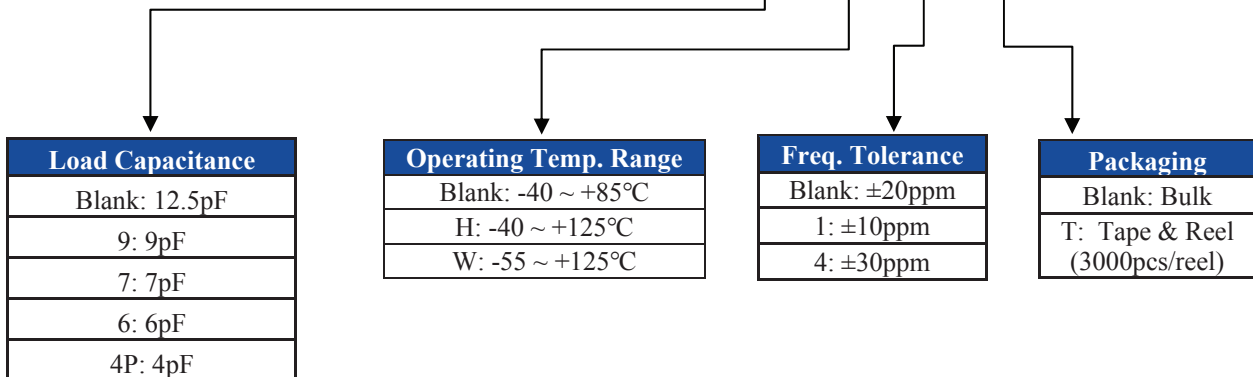 Load Capacitance
Blank: 12.5pF
9: 9pF
7: 7pF
6: 6pF
4P: 4pF
Operating Temp. Range
Blank: -40 ~ +85℃
H: -40 ~ +125℃
W: -55 ~ +125℃
Freq. Tolerance
Blank: ±20ppm
1: ±10ppm
4: ±30ppm
Packaging
Blank: Bulk
T: Tape & Reel
(3000pcs/reel)